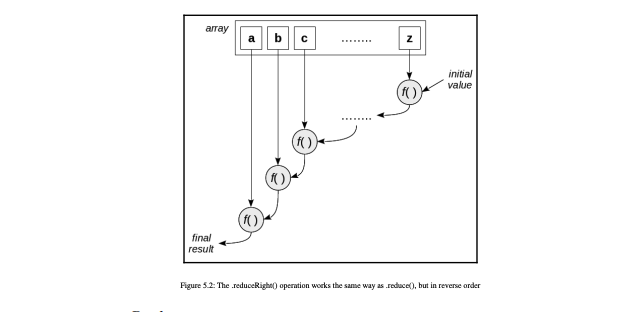 array
a b c ........ z
initial
value
f( )
........
f( )
f( )
f( )
final
result
Figure 5.2: The .reduceRight() operation works the same way as .reduce(), but in reverse order